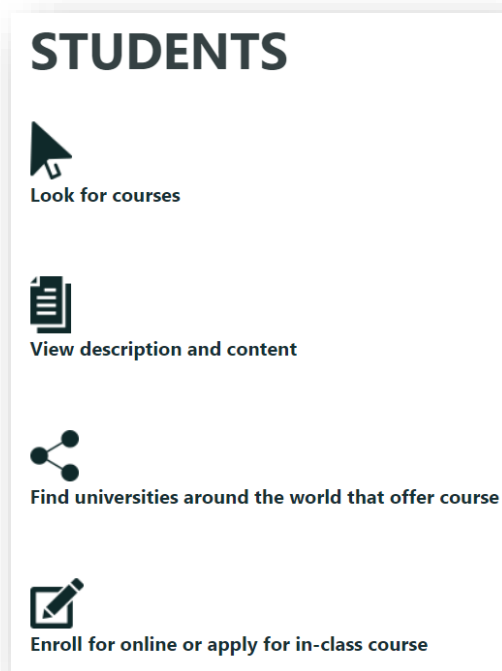 STUDENTS
Look for courses
View description and content
Find universities around the world that offer course
Enroll for online or apply for in-class course